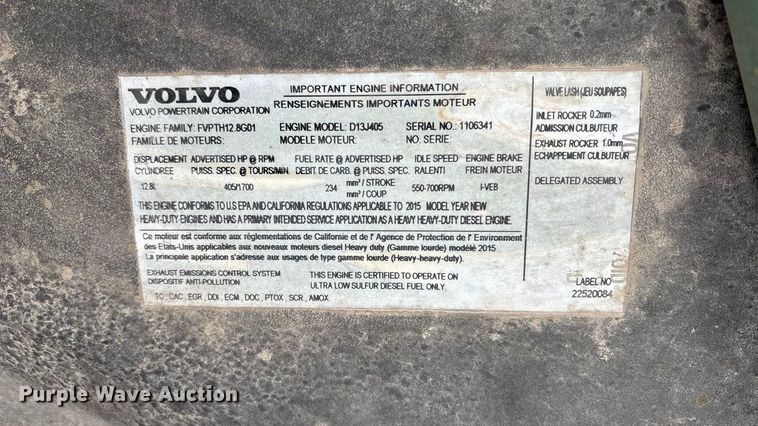 VOLVO
VOLVO POWERTRAIN CORPORATION
IMPORTANT ENGINE INFORMATION
RENSEIGNEMENTS IMPORTANTS MOTEUR
ENGINE FAMILY: FVPTH12.8G01 ENGINE MODEL: D13J405 SERIAL NO: 1106341
FAMILLE DE MOTEURS: MODELE MOTEUR: NO. SERIE:
DISPLACEMENT ADVERTISED HP @ RPM FUEL RATE @ ADVERTISED HP IDLE SPEED ENGINE BRAKE
CYLINDREE PUISS. SPEC. @ TOURS/MIN. DEBIT DE CARB. @ PUISS. SPEC. RALENTI FREIN MOTEUR
12.8L 405/1700 234 mm³ / STROKE 550-700RPM I-VEB
mm³ / COUP
THIS ENGINE CONFORMS TO U.S EPA AND CALIFORNIA REGULATIONS APPLICABLE TO 2015 MODEL YEAR NEW
HEAVY-DUTY ENGINES AND HAS A PRIMARY INTENDED SERVICE APPLICATION AS A HEAVY HEAVY-DUTY DIESEL ENGINE.
Ce moteur est conforme aux règlementations de Californie et de l' Agence de Protection de l' Environment
des Etats-Unis applicables aux nouveaux moteurs diesel Heavy duty (Gamme lourde) modélé 2015 .
La principale application s'adresse aux usages de type gamme lourde (Heavy-heavy-duty).
EXHAUST EMISSIONS CONTROL SYSTEM
DISPOSITIF ANTI-POLLUTION
THIS ENGINE IS CERTIFIED TO OPERATE ON
ULTRA LOW SULFUR DIESEL FUEL ONLY.
TC , CAC , EGR , DDI , ECM , DOC , PTOX , SCR , AMOX
VALVE LASH (JEU SOUPAPES)
INLET ROCKER 0.2mm
ADMISSION CULBUTEUR
EXHAUST ROCKER 1.0mm
ECHAPPEMENT CULBUTEUR
DELEGATED ASSEMBLY
LABEL NO
22520084
Purple Wave Auction